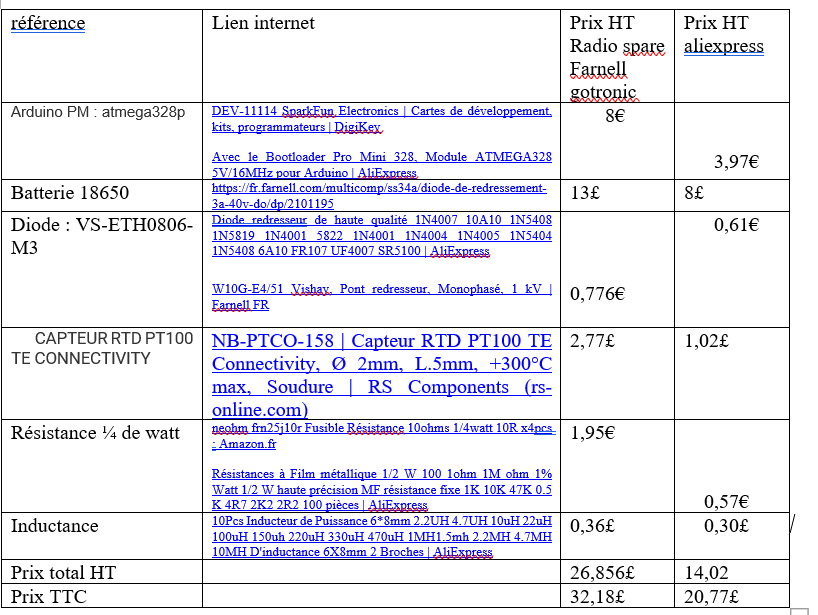 référence
Lien internet
Prix HT
Radio spare
Farnell
gotronic
Prix HT
aliexpress
Arduino PM : atmega328p
DEV-11114 SparkFun Electronics | Cartes de développement,
kits, programmateurs | DigiKey
Avec le Bootloader Pro Mini 328, Module ATMEGA328
5V/16MHz pour Arduino | AliExpress
8€
3,97€
Batterie 18650
https://fr.farnell.com/multicomp/ss34a/diode-de-redressement-
3a-40v-do/dp/2101195
13£
8£
Diode : VS-ETH0806-
M3
Diode redresseur de haute qualité 1N4007 10A10 1N5408
1N5819 1N4001 5822 1N4001 1N4004 1N4005 1N5404
1N5408 6A10 FR107 UF4007 SR5100 | AliExpress
W10G-E4/51 Vishay, Pont redresseur, Monophasé, 1 kV |
Farnell FR
0,776€
0,61€
CAPTEUR RTD PT100
TE CONNECTIVITY
NB-PTCO-158 | Capteur RTD PT100 TE
Connectivity, Ø 2mm, L.5mm, +300°C
max, Soudure | RS Components (rs-
online.com)
2,77£
1,02£
Résistance ¼ de watt
neohm frn25j10r Fusible Résistance 10ohms 1/4watt 10R x4pcs
: Amazon.fr
Résistances à Film métallique 1/2 W 100 1ohm 1M ohm 1%
Watt 1/2 W haute précision MF résistance fixe 1K 10K 47K 0.5
K 4R7 2K2 2R2 100 pièces | AliExpress
1,95€
0,57€
Inductance
10Pcs Inducteur de Puissance 6*8mm 2.2UH 4.7UH 10uH 22uH
100uH 150uh 220uH 330uH 470uH 1MH1.5mh 2.2MH 4.7MH
10MH D'inductance 6X8mm 2 Broches | AliExpress
0,36£
0,30£
/
Prix total HT
26,856£
14,02
Prix TTC
32,18£
20,77£